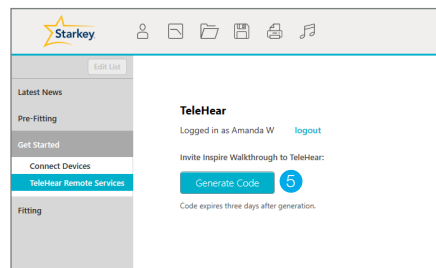 Starkey
Edit List
Latest News
Pre-Fitting
Get Started
Connect Devices
TeleHear Remote Services
Fitting
TeleHear
Logged in as Amanda W logout
Invite Inspire Walkthrough to TeleHear:
Generate Code 5
Code expires three days after generation.